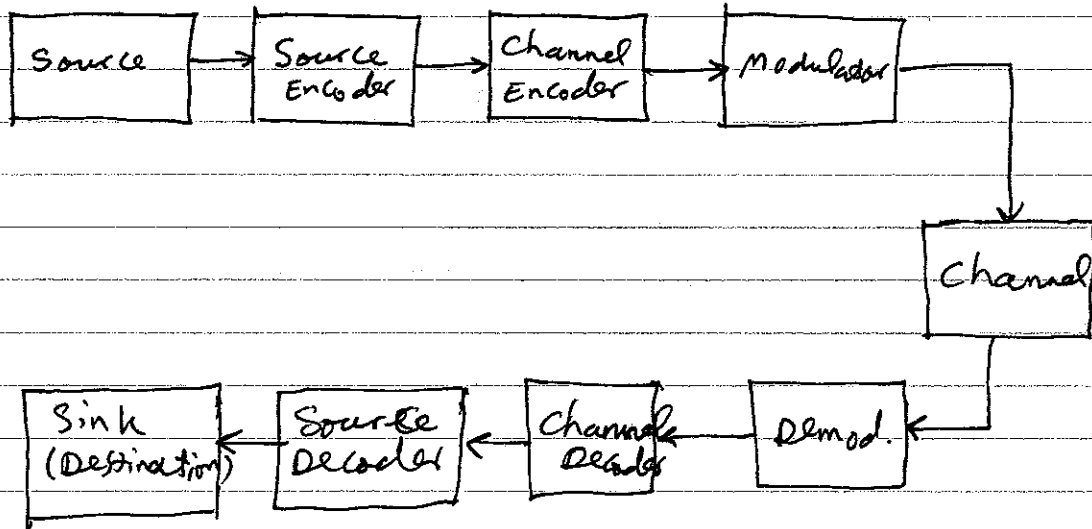 Source
Source
Encoder
Channel
Encoder
Modulator
Channel
Sink
(Destination)
Source
Decoder
Channel
Decoder
Demod.